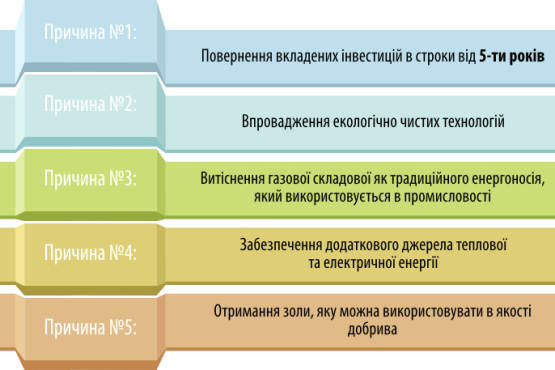 Причина №1:
Повернення вкладених інвестицій в строки від 5-ти років
Причина №2:
Впровадження екологічно чистих технологій
Причина №3:
Витіснення газової складової як традиційного енергоносія,
який використовується в промисловості
Причина №4:
Забезпечення додаткового джерела теплової
та електричної енергії
Причина №5:
Отримання золи, яку можна використовувати в якості
добрива